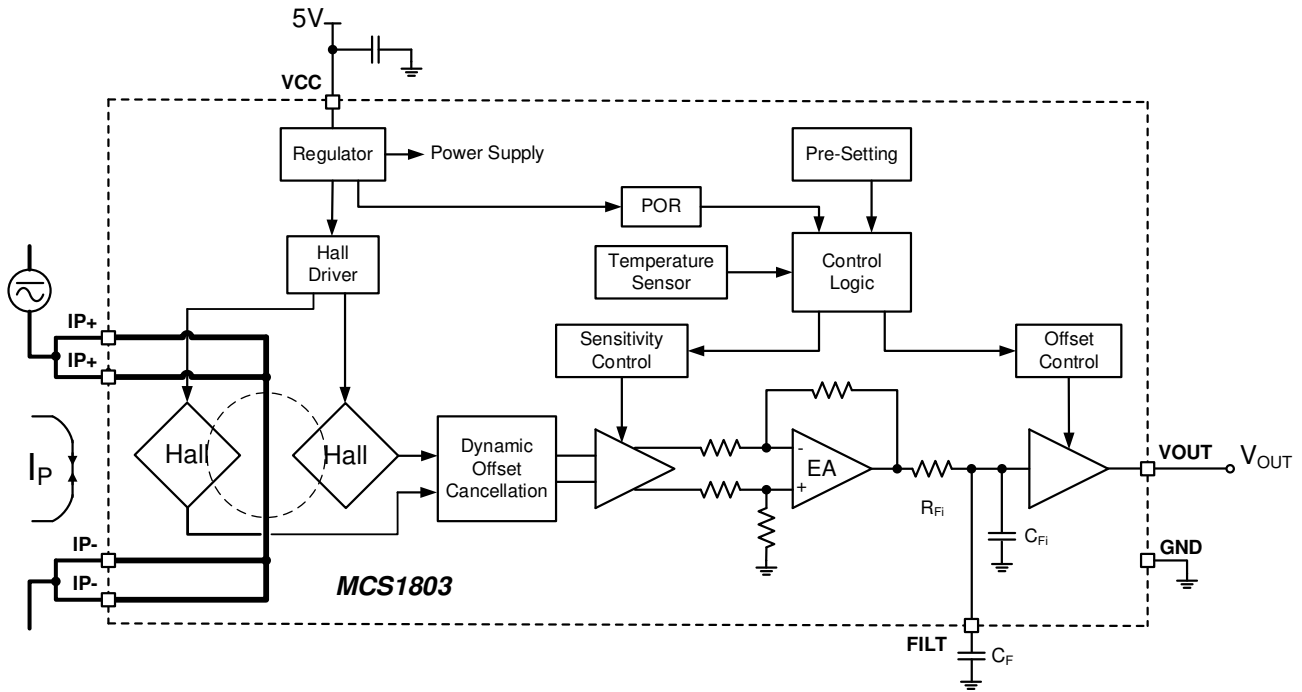 5V
VCC
Regulator
Power Supply
Pre-Setting
POR
Hall
Driver
Temperature
Sensor
Control
Logic
IP+
IP+
Sensitivity
Control
Offset
Control
Hall
Hall
Dynamic
Offset
Cancellation
-
EA
+
VOUT
VOUT
IP
RFi
CFi
IP-
IP-
GND
MCS1803
FILT
CF